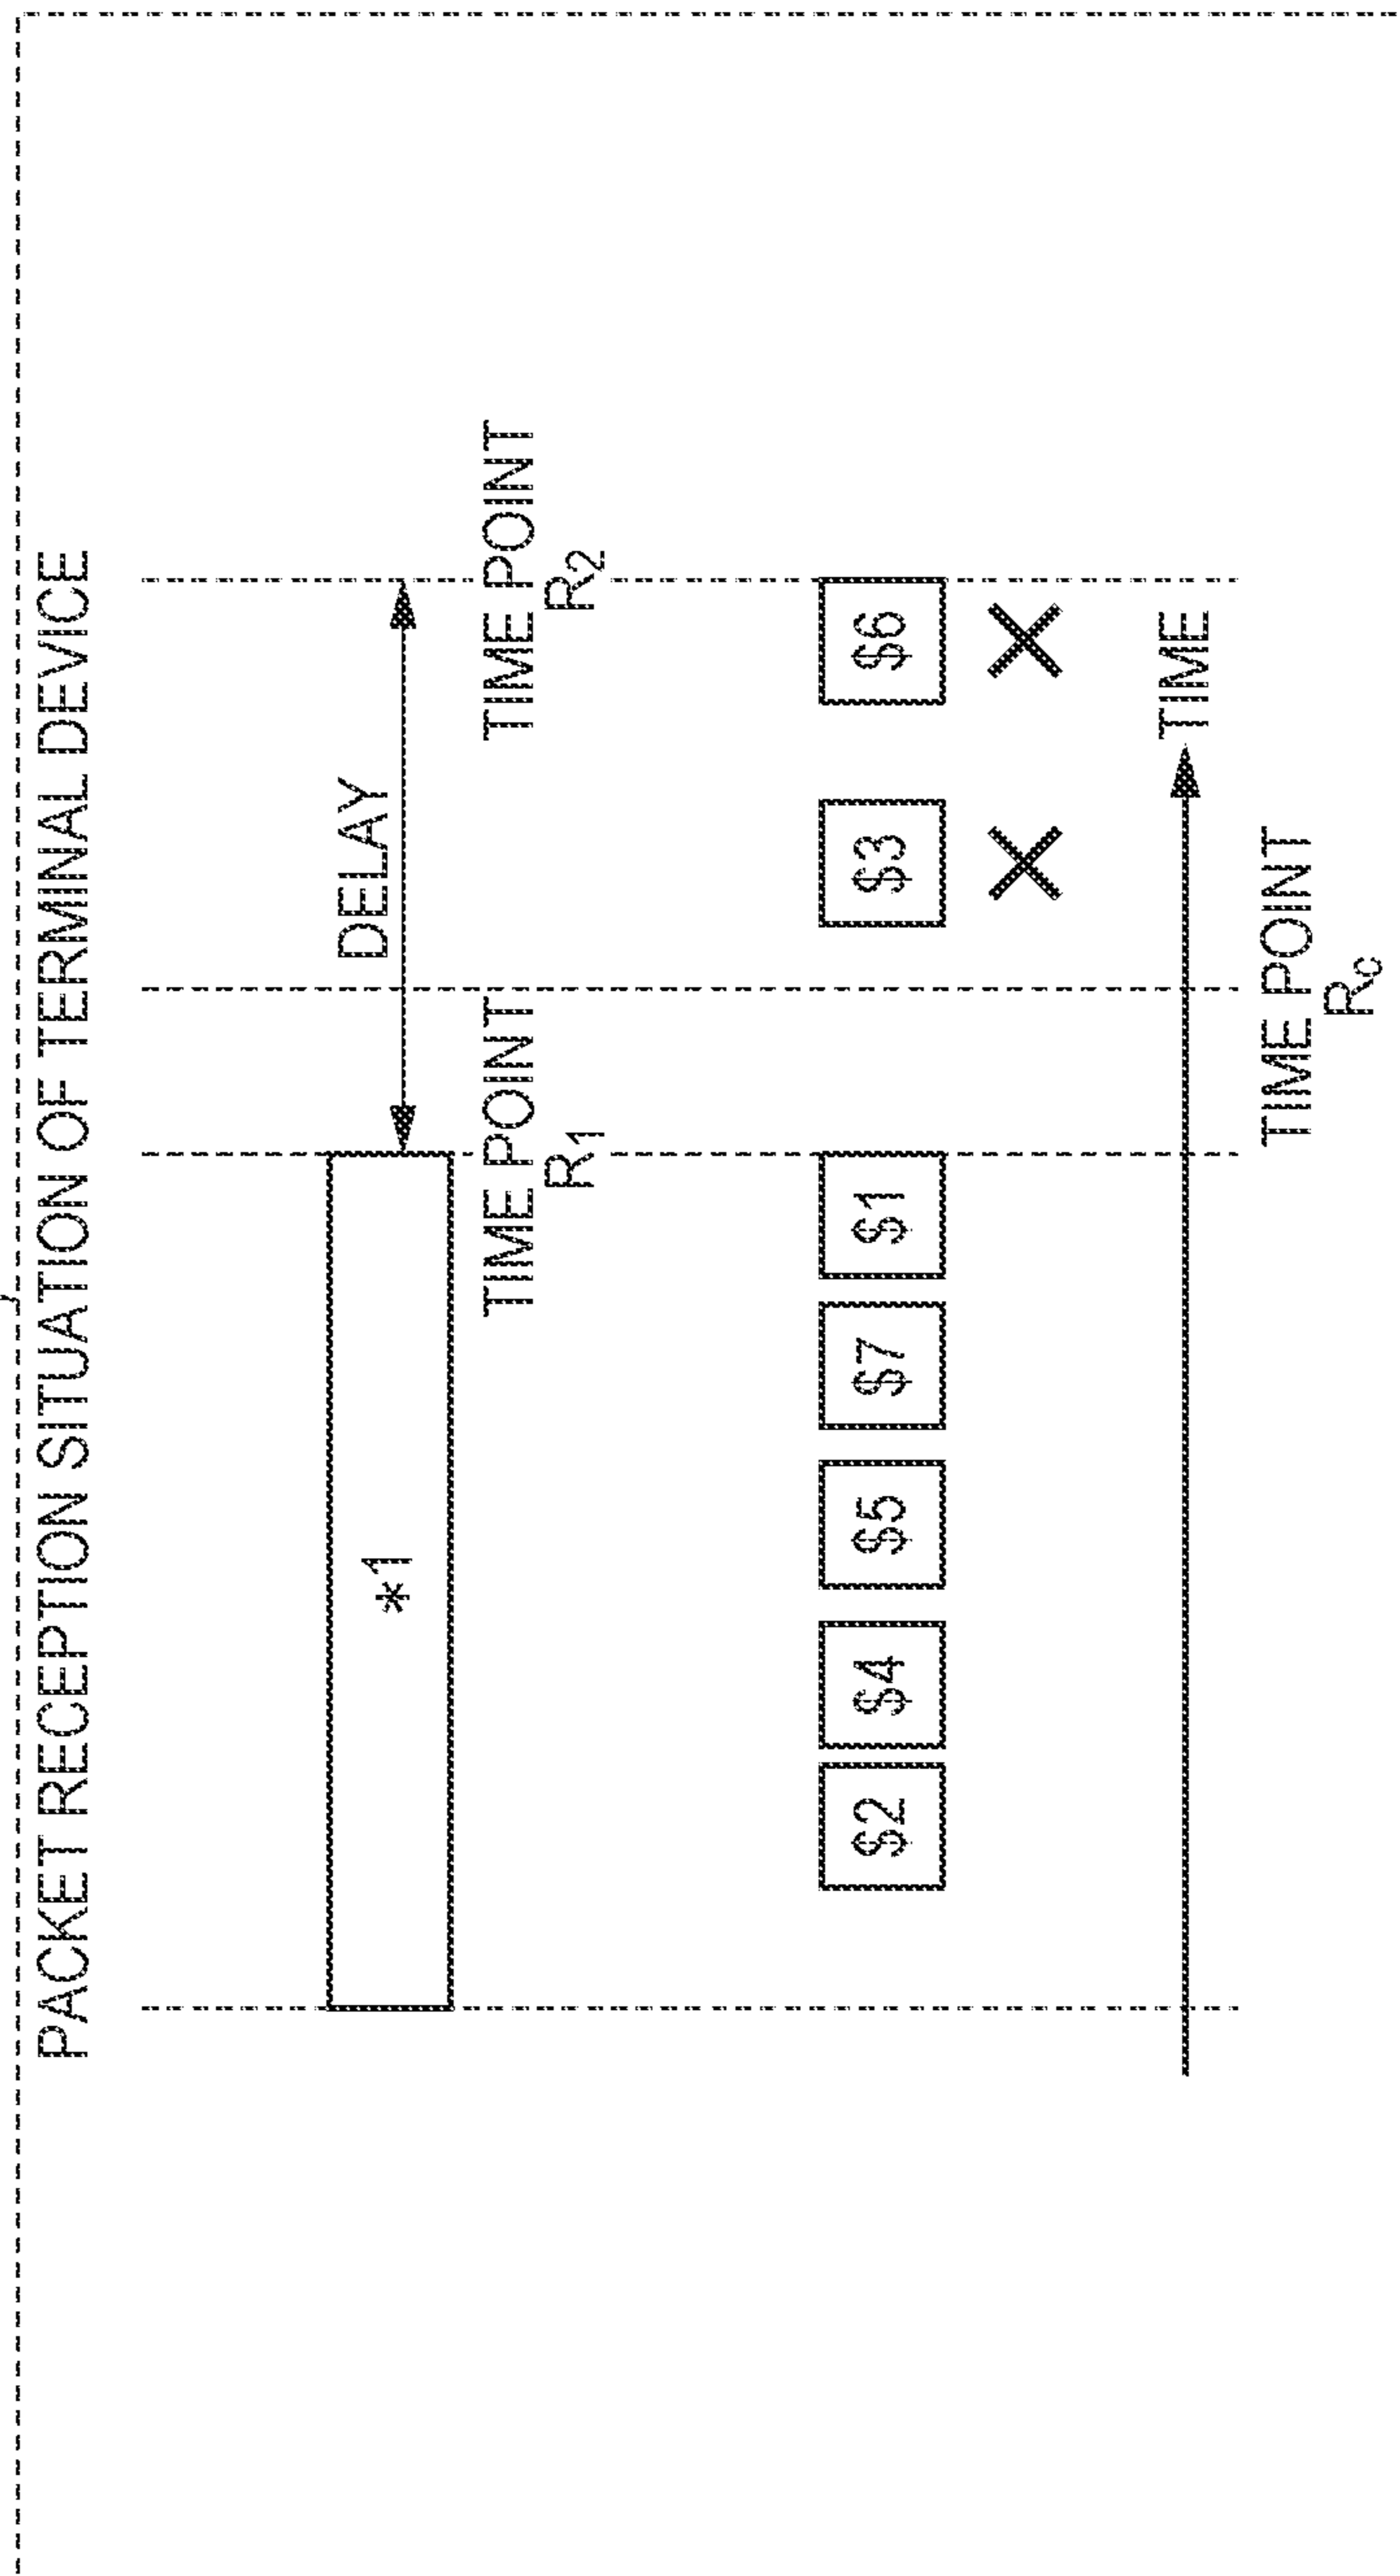 PACKET RECEPTION SITUATION OF TERMINAL DEVICE
DELAY
*1
TIME POINT
R1
TIME POINT
R2
$2
$4
$5
$7
$1
$3
$6
TIME
TIME POINT
Rc